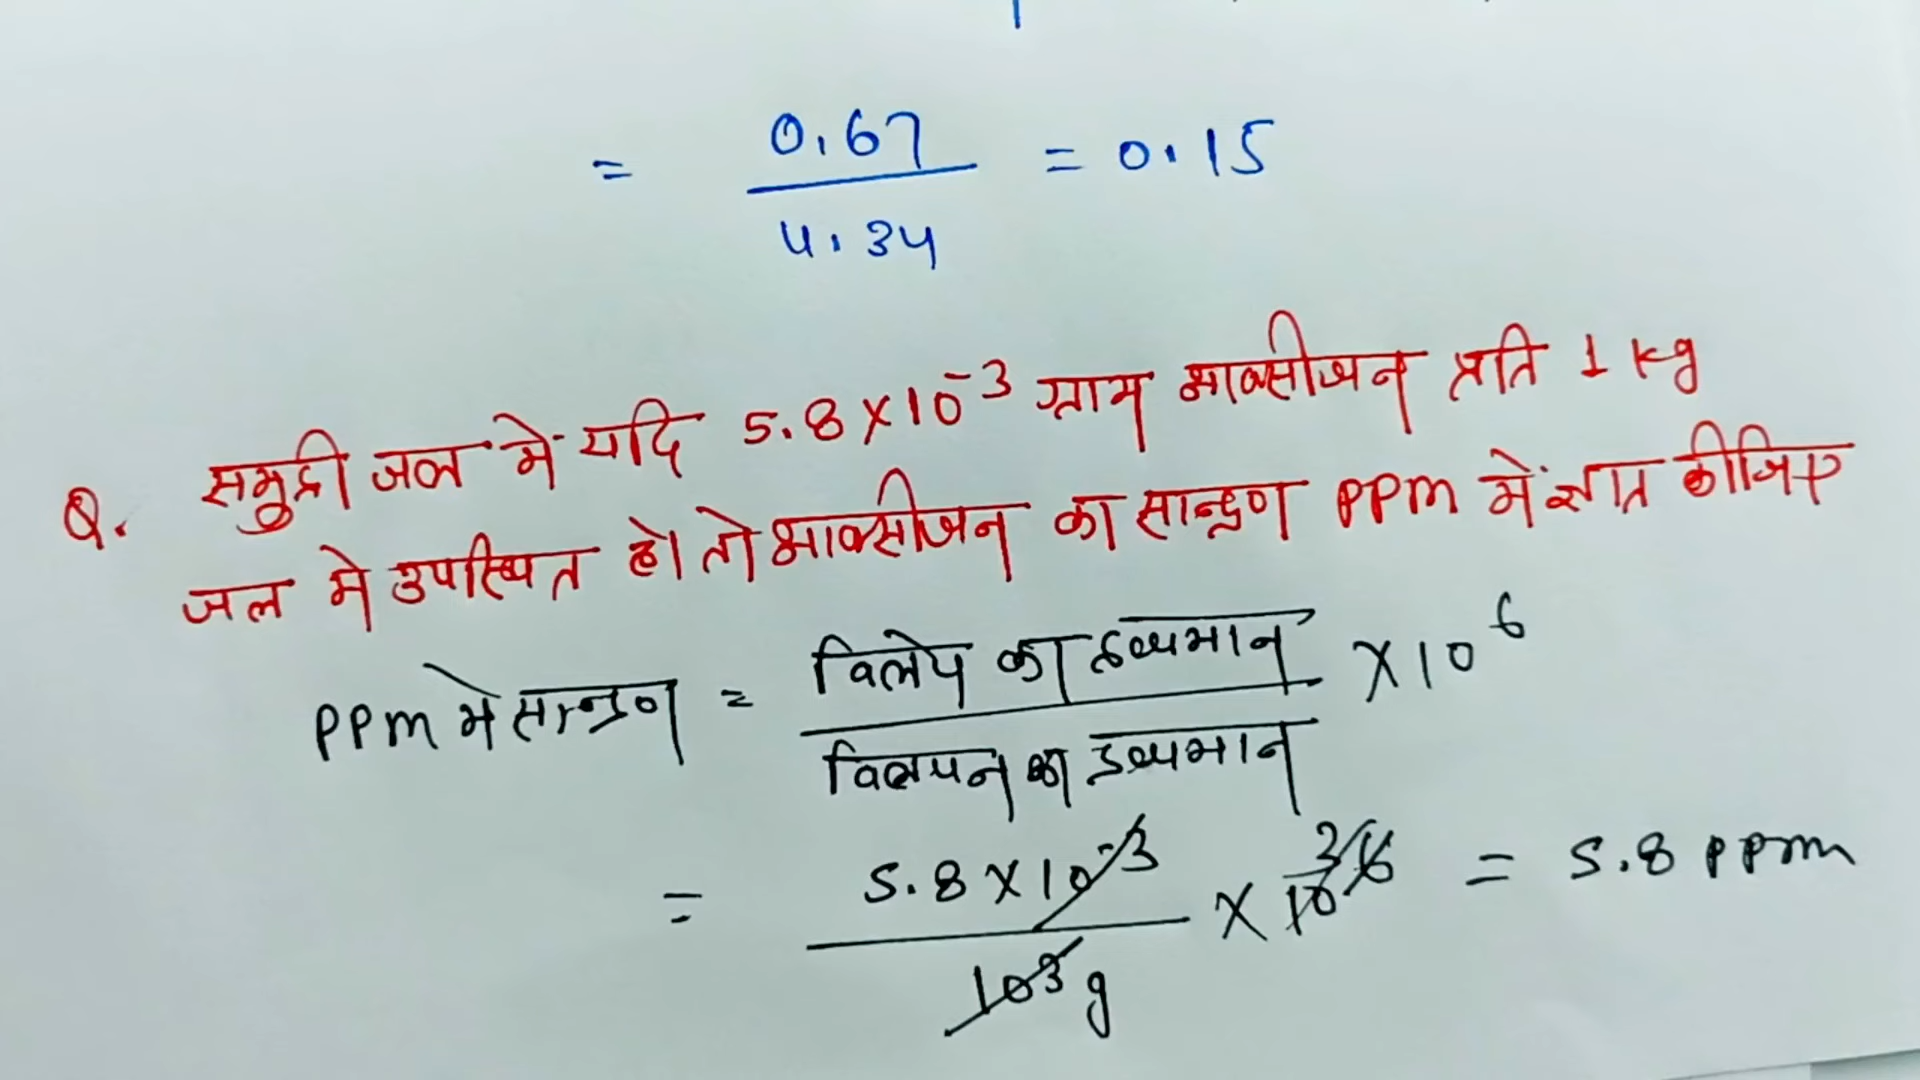 = 0.67 / 4.34 = 0.15
Q. समुद्री जल में यदि 5.8×10⁻³ ग्राम आक्सीजन प्रति 1 kg
जल मे उपस्थित हो तो आक्सीजन का सान्द्रण PPm में ज्ञात कीजिए
PPm मे सान्द्रण = विलेय का द्रव्यमान / विलयन का द्रव्यमान × 10⁶
= 5.8 × 10⁻³ / 10³ g × 10⁶ 3 = 5.8 ppm